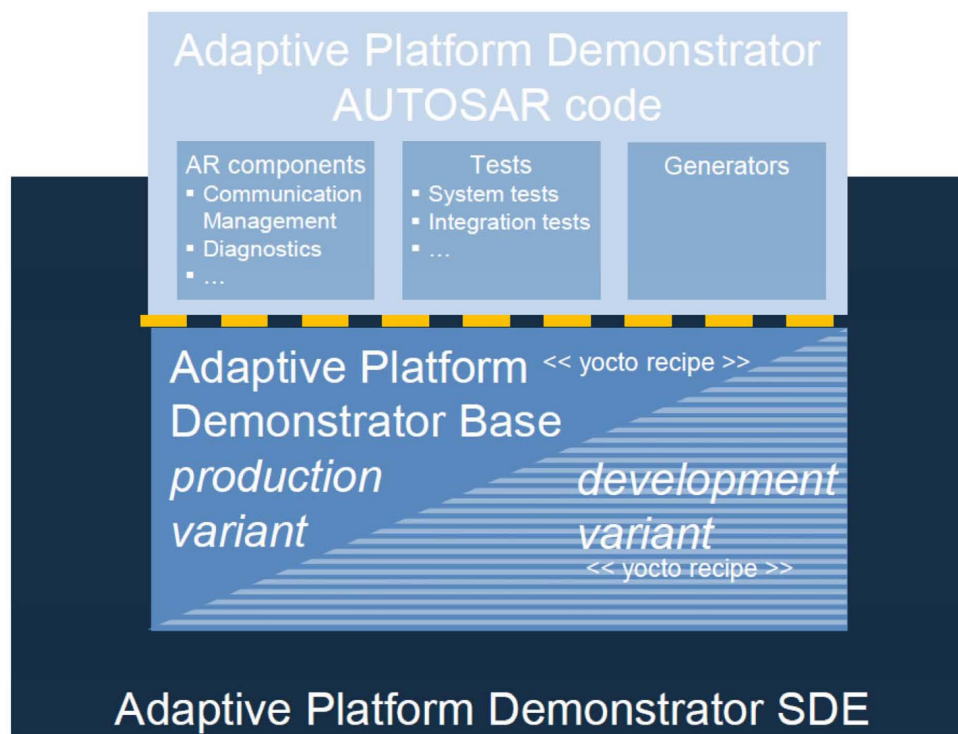 Adaptive Platform Demonstrator
AUTOSAR code
AR components
▪ Communication
Management
▪ Diagnostics
▪ ...
Tests
▪ System tests
▪ Integration tests
▪ ...
Generators
Adaptive Platform << yocto recipe >>
Demonstrator Base
production
variant
development
variant
<< yocto recipe >>
Adaptive Platform Demonstrator SDE